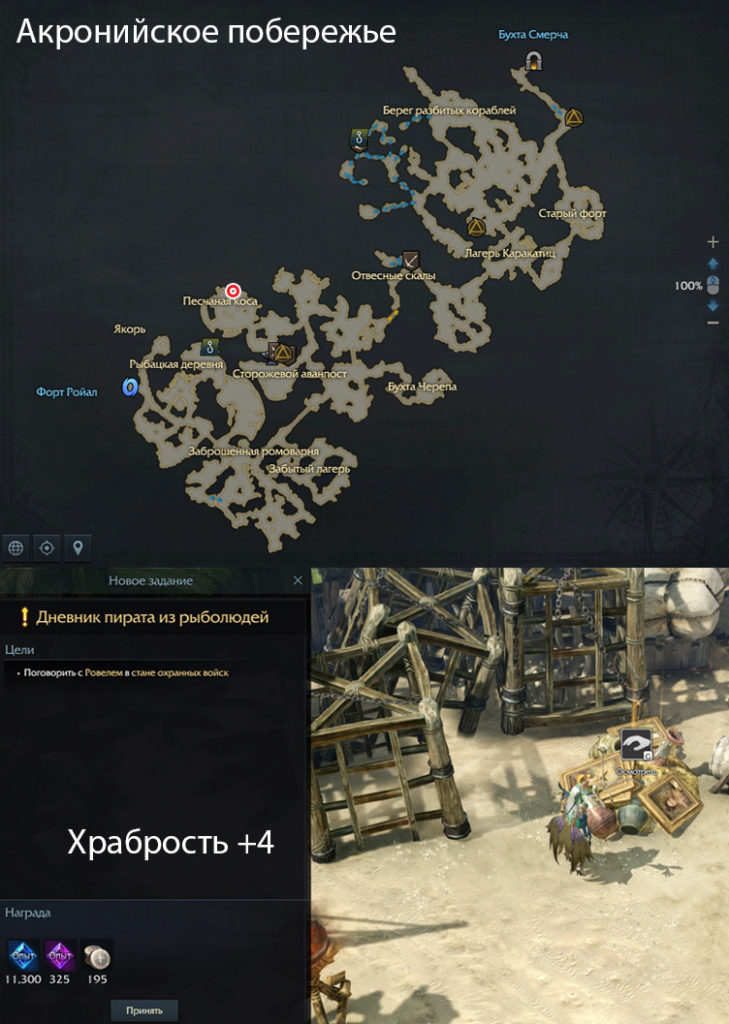 Акронийское побережье
Бухта Смерча
Берег разбитых кораблей
Старый форт
Лагерь Каракатиц
Отвесные скалы
100%
Песчаная коса
Якорь
Рыбацкая деревня
Сторожевой аванпост
Форт Ройал
Бухта Черепа
Заброшенная ромоварня
Забытый лагерь
Новое задание
Дневник пирата из рыболюдей
Цели
• Поговорить с Ровелем в стане охранных войск
G
Осмотреть
Храбрость +4
Награда
Опыт Опыт
11,300 325 195
Принять